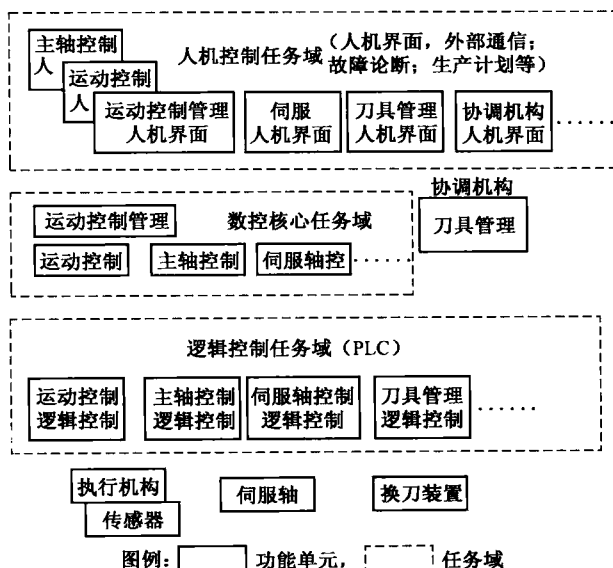 主轴控制
人
运动控制
人
人机控制任务域
(人机界面,外部通信;
故障论断;生产计划等)
运动控制管理
人机界面
伺服
人机界面
刀具管理
人机界面
协调机构
人机界面
······
运动控制管理
数控核心任务域
运动控制
主轴控制
伺服轴控
······
协调机构
刀具管理
逻辑控制任务域(PLC)
运动控制
逻辑控制
主轴控制
逻辑控制
伺服轴控制
逻辑控制
刀具管理
逻辑控制
······
执行机构
传感器
伺服轴
换刀装置
图例: 功能单元, 任务域